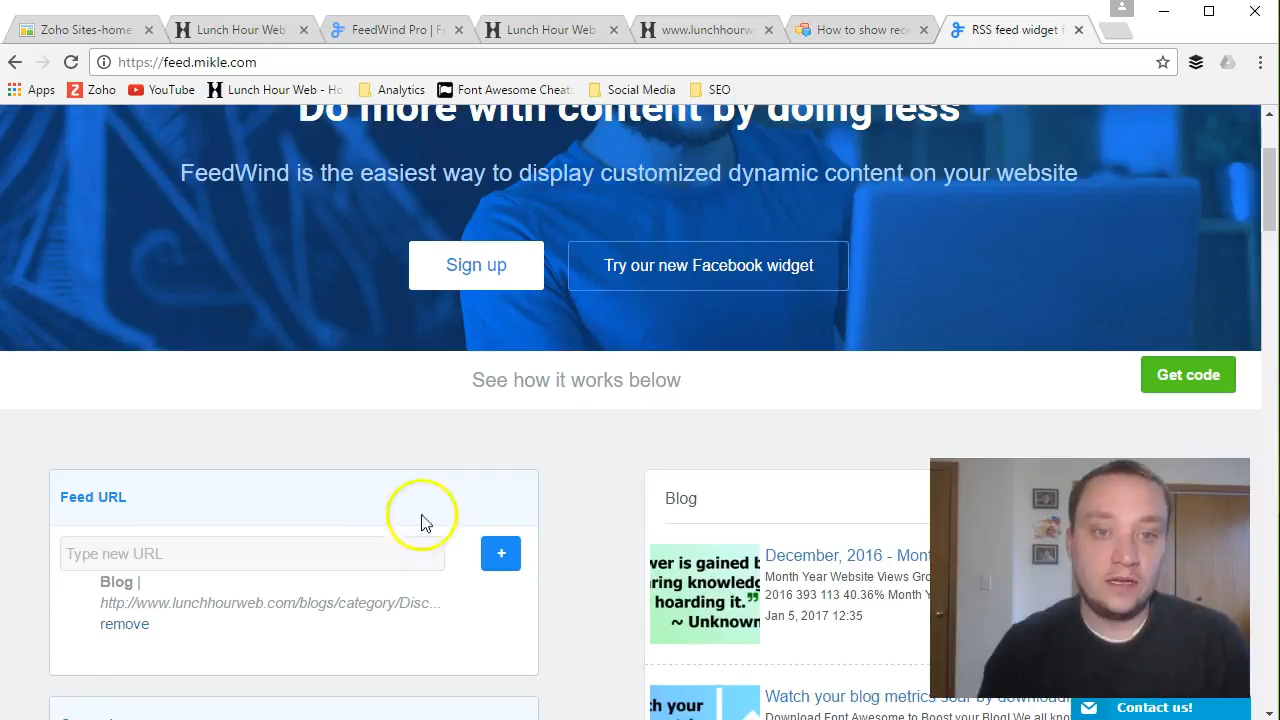 Zoho Sites-home
Lunch Hour Web
FeedWind
Lunch Hour Web
www.lunchhourw
How to show rec
RSS feed widget f
https://feed.mikle.com
Apps
Zoho
YouTube
Lunch Hour Web - Ho
Analytics
Font Awesome Cheat
Social Media
SEO
Do more with content by doing less
FeedWind is the easiest way to display customized dynamic content on your website
Sign up
Try our new Facebook widget
See how it works below
Get code
Feed URL
Type new URL
+
Blog |
http://www.lunchhourweb.com/blogs/category/Disc...
remove
Blog
wer is gained b
ring knowledg
hoarding it."
~ Unknown
December, 2016 - Mont
Month Year Website Views Gro
2016 393 113 40.36% Month
Jan 5, 2017 12:35
tch your
Watch your blog metrics soar by downloadi
Download Font Awesome to Boost your Blog! We all kno
Contact us!